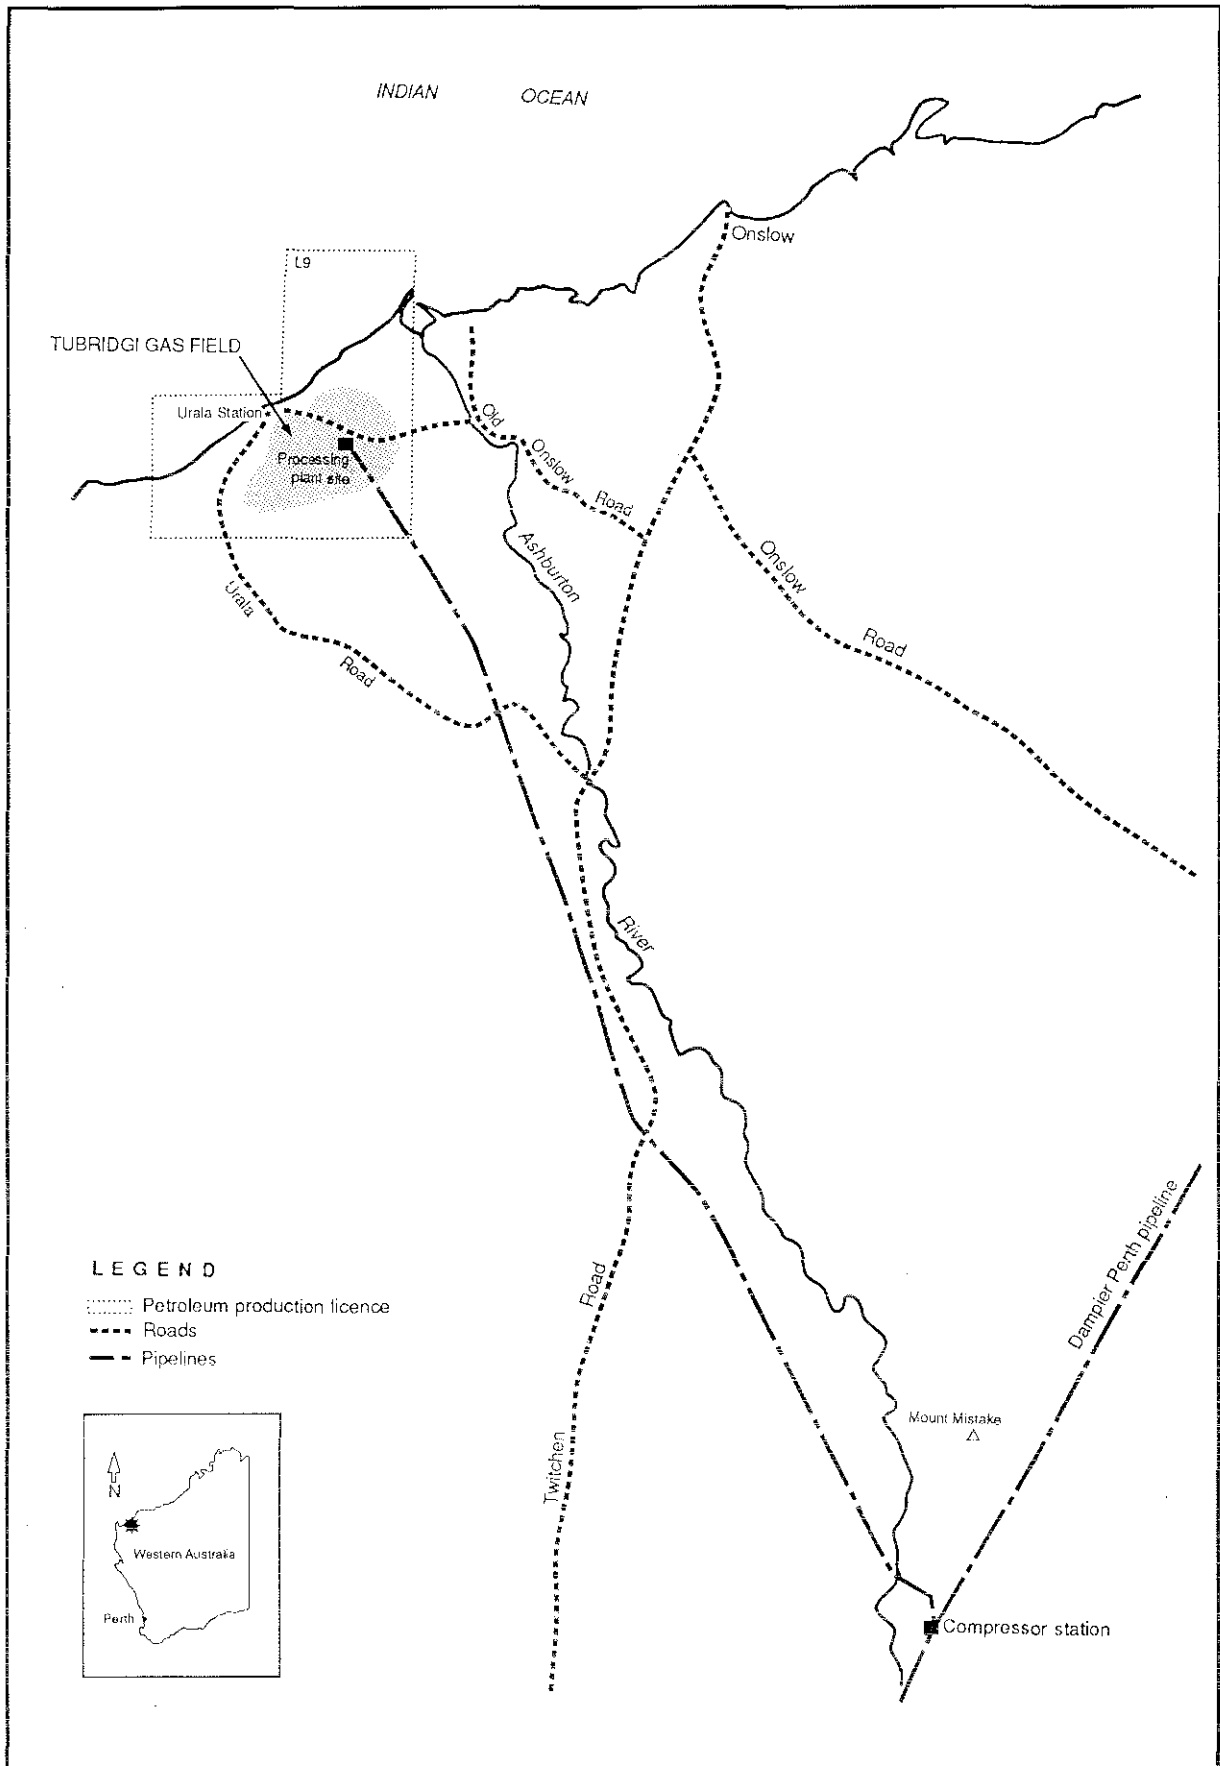 INDIAN OCEAN
Onslow
L9
TUBRIDGI GAS FIELD
Urala Station
Processing
plant site
Old
Onslow
Road
Ashburton
Onslow
Road
Urala
Road
River
Dampier Perth pipeline
LEGEND
Petroleum production licence
Roads
Pipelines
Road
Twitchen
Mount Mistake
N
Western Australia
Perth
Compressor station